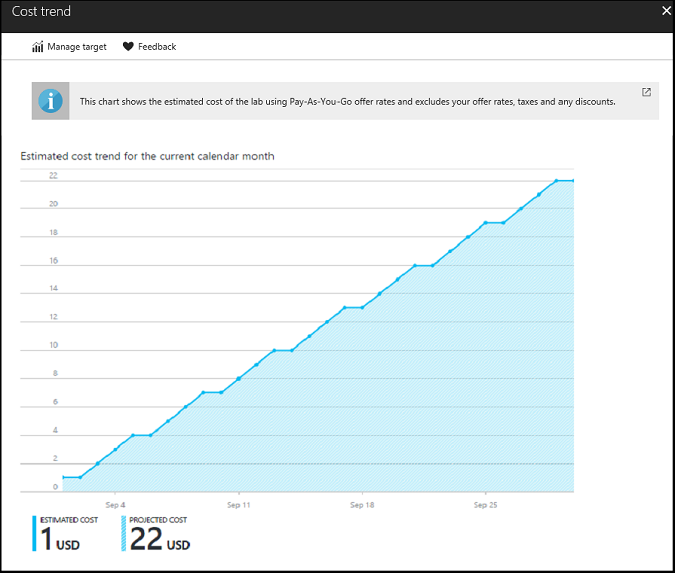 Cost trend
Manage target Feedback
This chart shows the estimated cost of the lab using Pay-As-You-Go offer rates and excludes your offer rates, taxes and any discounts.
Estimated cost trend for the current calendar month
22
20
18
16
14
12
10
8
6
4
2
0
Sep 4 Sep 11 Sep 18 Sep 25
ESTIMATED COST PROJECTED COST
1 USD 22 USD